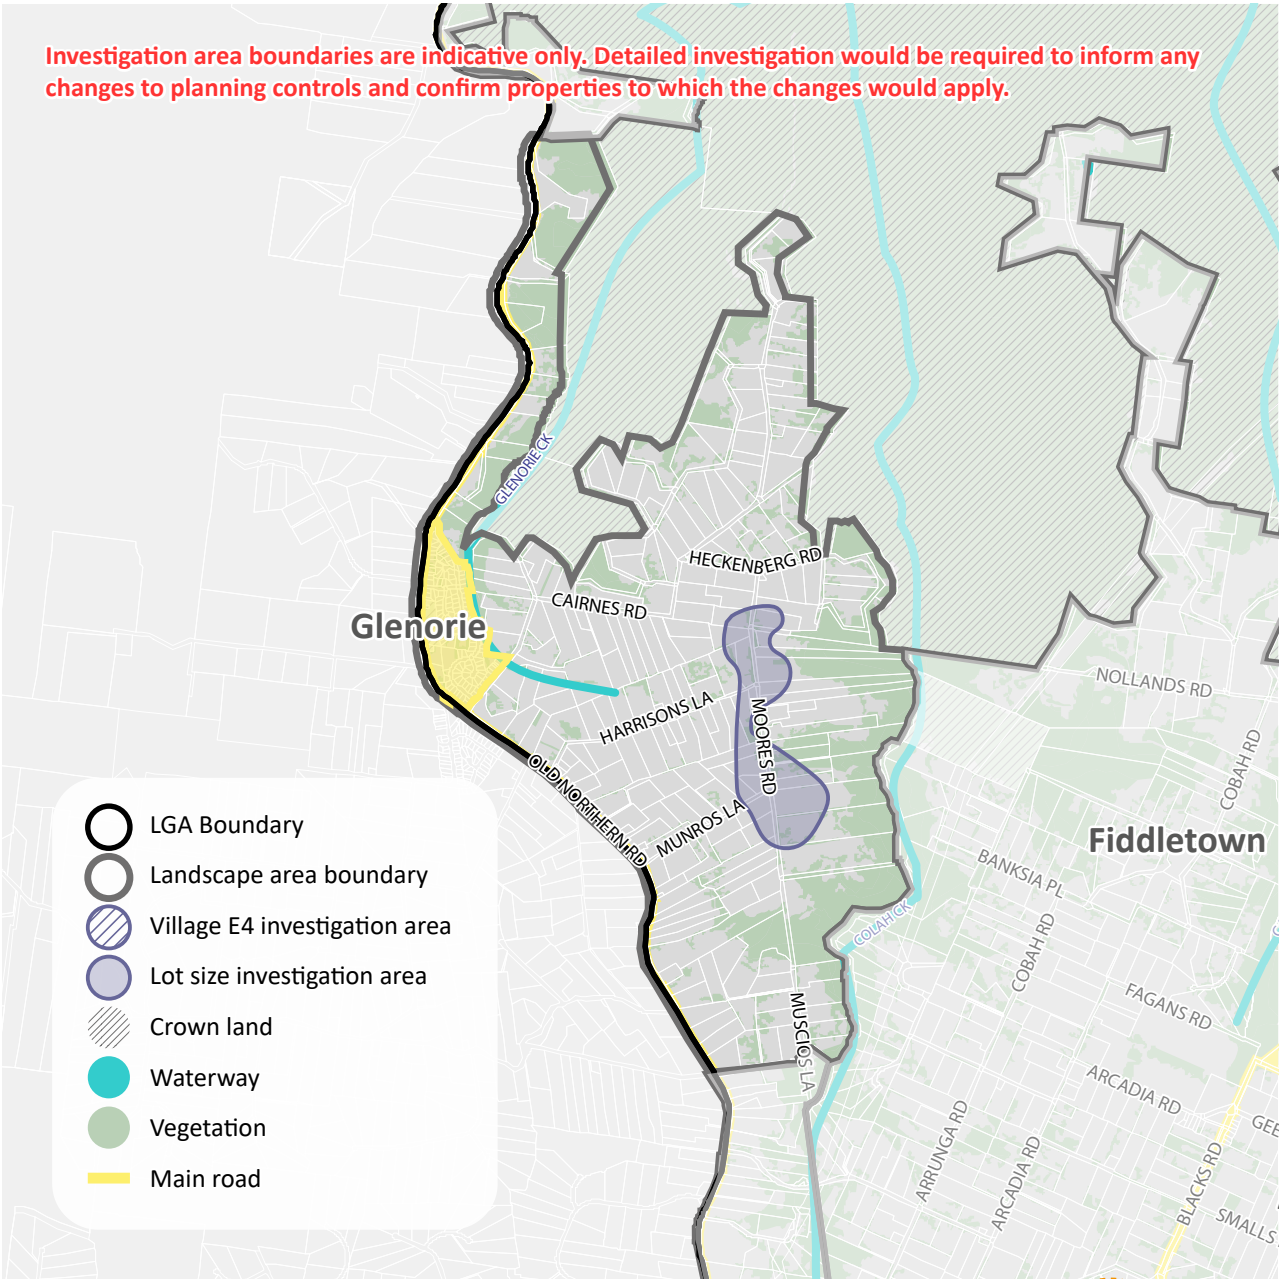 Investigation area boundaries are indicative only. Detailed investigation would be required to inform any
changes to planning controls and confirm properties to which the changes would apply.
GLENORIE CK
HECKENBERG RD
CAIRNES RD
Glenorie
NOLLANDS RD
HARRISONS LA
MOORES RD
COBAH RD
OLD NORTHERN RD
MUNROS LA
Fiddletown
BANKSIA PL
COLAH CK
COBAH RD
FAGANS RD
MUSCIOS LA
ARCADIA RD
ARRUNGA RD
ARCADIA RD
BLACKS RD
GEE
SMALLS
LGA Boundary
Landscape area boundary
Village E4 investigation area
Lot size investigation area
Crown land
Waterway
Vegetation
Main road